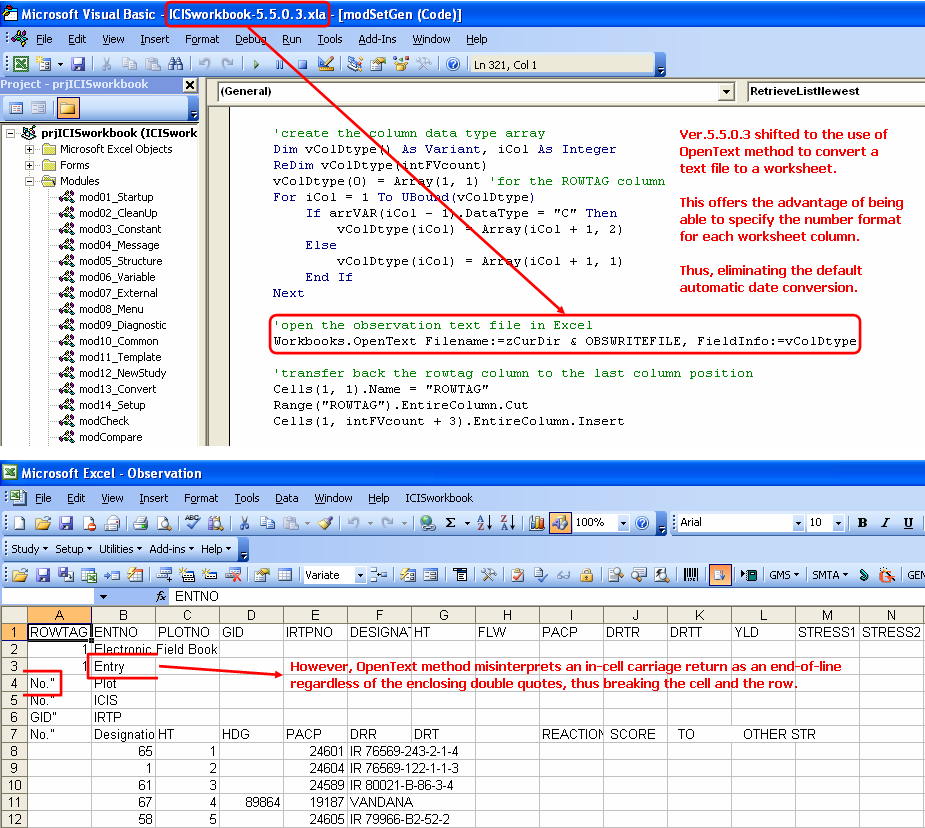 Microsoft Visual Basic - ICISworkbook-5.5.0.3.xla - [modSetGen (Code)]
File Edit View Insert Format Debug Run Tools Add-Ins Window Help
Ln 321, Col 1
Project - prjICISworkbook
(General) RetrieveListNewest
prjICISworkbook (ICISwork
Microsoft Excel Objects
Forms
Modules
mod01_Startup
mod02_CleanUp
mod03_Constant
mod04_Message
mod05_Structure
mod06_Variable
mod07_External
mod08_Menu
mod09_Diagnostic
mod10_Common
mod11_Template
mod12_NewStudy
mod13_Convert
mod14_Setup
modCheck
modCompare
'create the column data type array
Dim vColDtype() As Variant, iCol As Integer
ReDim vColDtype(intFVcount)
vColDtype(0) = Array(1, 1) 'for the ROWTAG column
For iCol = 1 To UBound(vColDtype)
If arrVAR(iCol - 1).DataType = "C" Then
vColDtype(iCol) = Array(iCol + 1, 2)
Else
vColDtype(iCol) = Array(iCol + 1, 1)
End If
Next
'open the observation text file in Excel
Workbooks.OpenText Filename:=zCurDir & OBSWRITEFILE, FieldInfo:=vColDtype
'transfer back the rowtag column to the last column position
Cells(1, 1).Name = "ROWTAG"
Range("ROWTAG").EntireColumn.Cut
Cells(1, intFVcount + 3).EntireColumn.Insert
Ver.5.5.0.3 shifted to the use of
OpenText method to convert a
text file to a worksheet.
This offers the advantage of being
able to specify the number format
for each worksheet column.
Thus, eliminating the default
automatic date conversion.
Microsoft Excel - Observation
File Edit View Insert Format Tools Data Window Help ICISworkbook
100% Arial 10 B I U
Study Setup Utilities Add-ins Help
Variate GMS SMTA GEN
fx ENTNO
A B C D E F G H I J K L M N
1 ROWTAG ENTNO PLOTNO GID IRTPNO DESIGNAT HT FLW PACP DRTR DRTT YLD STRESS1 STRESS2
2 1 Electronic Field Book
3 1 Entry
4 No." Plot
5 No." ICIS
6 GID" IRTP
7 No." Designatio HT HDG PACP DRR DRT REACTION SCORE TO OTHER STR
8 65 1 24601 IR 76569-243-2-1-4
9 1 2 24604 IR 76569-122-1-1-3
10 61 3 24589 IR 80021-B-86-3-4
11 67 4 89864 19187 VANDANA
12 58 5 24605 IR 79966-B2-52-2
However, OpenText method misinterprets an in-cell carriage return as an end-of-line
regardless of the enclosing double quotes, thus breaking the cell and the row.